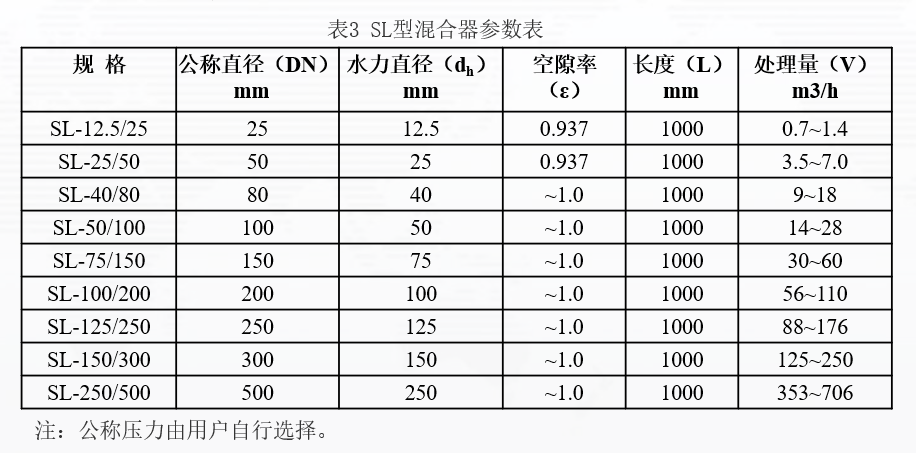 表3 SL型混合器参数表
规 格 公称直径（DN）mm 水力直径（dh）mm 空隙率（ε） 长度（L）mm 处理量（V）m3/h
SL-12.5/25 25 12.5 0.937 1000 0.7~1.4
SL-25/50 50 25 0.937 1000 3.5~7.0
SL-40/80 80 40 ~1.0 1000 9~18
SL-50/100 100 50 ~1.0 1000 14~28
SL-75/150 150 75 ~1.0 1000 30~60
SL-100/200 200 100 ~1.0 1000 56~110
SL-125/250 250 125 ~1.0 1000 88~176
SL-150/300 300 150 ~1.0 1000 125~250
SL-250/500 500 250 ~1.0 1000 353~706
注：公称压力由用户自行选择。